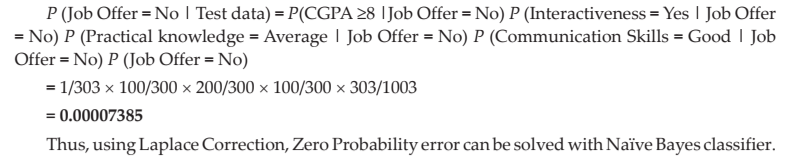 P (Job Offer = No | Test data) = P(CGPA ≥8 |Job Offer = No) P (Interactiveness = Yes | Job Offer
= No) P (Practical knowledge = Average | Job Offer = No) P (Communication Skills = Good | Job
Offer = No) P (Job Offer = No)
= 1/303 × 100/300 × 200/300 × 100/300 × 303/1003
= 0.00007385
Thus, using Laplace Correction, Zero Probability error can be solved with Naïve Bayes classifier.